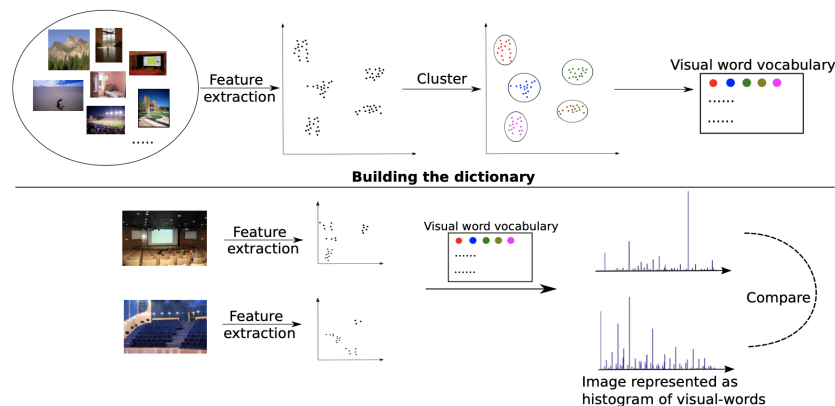 Feature
extraction
Cluster
Visual word vocabulary
.....
......
......
Building the dictionary
Feature
extraction
Visual word vocabulary
......
......
Feature
extraction
Compare
Image represented as
histogram of visual-words